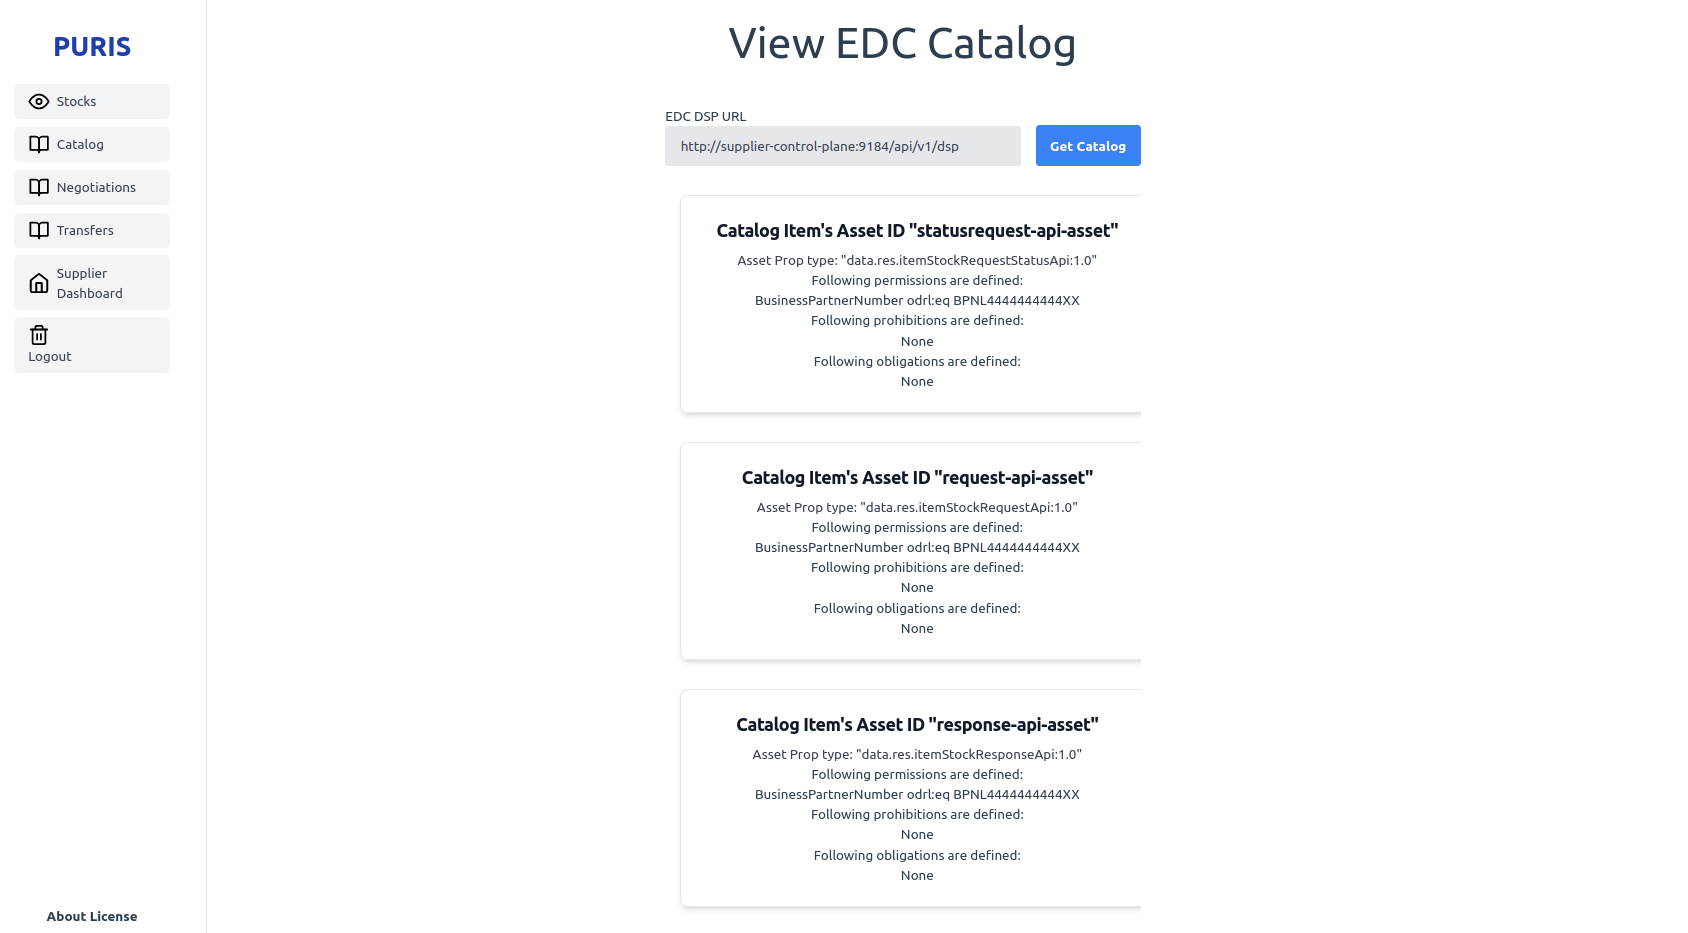 PURIS
Stocks
Catalog
Negotiations
Transfers
Supplier
Dashboard
Logout
About License
View EDC Catalog
EDC DSP URL
http://supplier-control-plane:9184/api/v1/dsp
Get Catalog
Catalog Item's Asset ID "statusrequest-api-asset"
Asset Prop type: "data.res.itemStockRequestStatusApi:1.0"
Following permissions are defined:
BusinessPartnerNumber odrl:eq BPNL4444444444XX
Following prohibitions are defined:
None
Following obligations are defined:
None
Catalog Item's Asset ID "request-api-asset"
Asset Prop type: "data.res.itemStockRequestApi:1.0"
Following permissions are defined:
BusinessPartnerNumber odrl:eq BPNL4444444444XX
Following prohibitions are defined:
None
Following obligations are defined:
None
Catalog Item's Asset ID "response-api-asset"
Asset Prop type: "data.res.itemStockResponseApi:1.0"
Following permissions are defined:
BusinessPartnerNumber odrl:eq BPNL4444444444XX
Following prohibitions are defined:
None
Following obligations are defined:
None